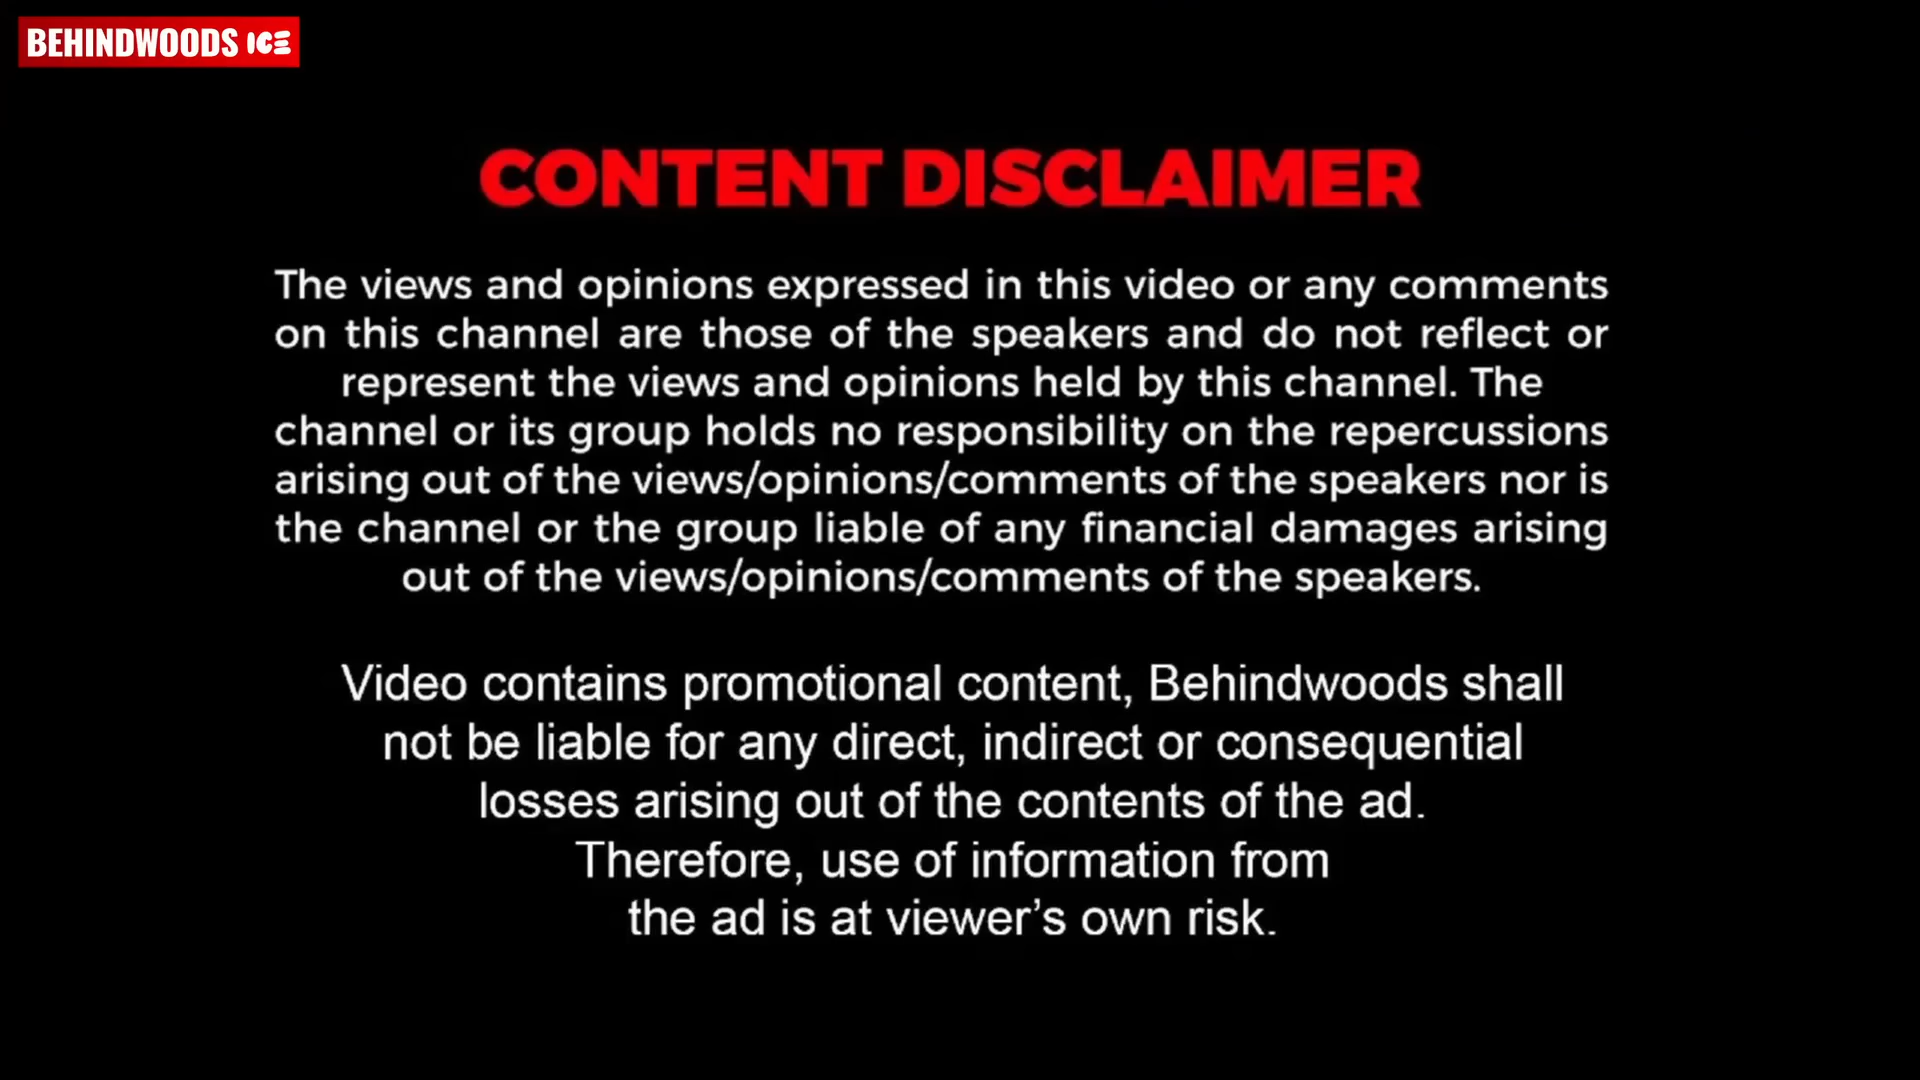 BEHINDWOODS ICE
CONTENT DISCLAIMER
The views and opinions expressed in this video or any comments
on this channel are those of the speakers and do not reflect or
represent the views and opinions held by this channel. The
channel or its group holds no responsibility on the repercussions
arising out of the views/opinions/comments of the speakers nor is
the channel or the group liable of any financial damages arising
out of the views/opinions/comments of the speakers.
Video contains promotional content, Behindwoods shall
not be liable for any direct, indirect or consequential
losses arising out of the contents of the ad.
Therefore, use of information from
the ad is at viewer’s own risk.